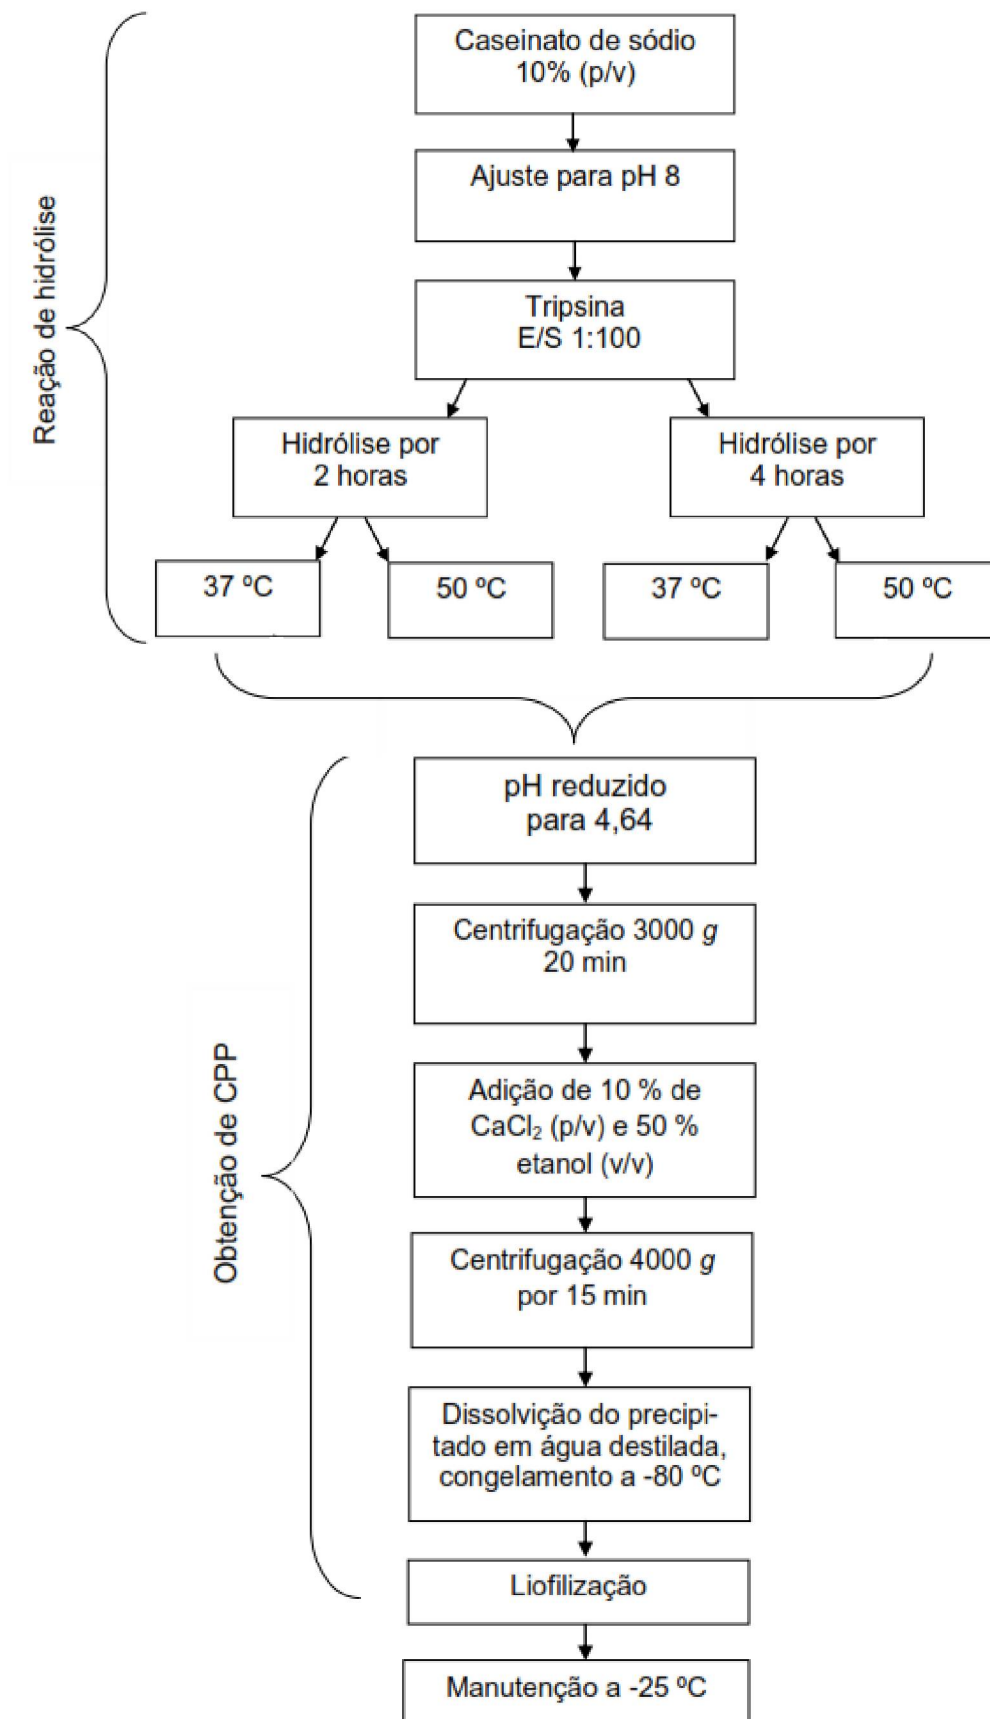 Caseinato de sódio
10% (p/v)
Ajuste para pH 8
Tripsina
E/S 1:100
Reação de hidrólise
Hidrólise por
2 horas
Hidrólise por
4 horas
37 ºC
50 ºC
37 ºC
50 ºC
pH reduzido
para 4,64
Centrifugação 3000 g
20 min
Adição de 10 % de
CaCl₂ (p/v) e 50 %
etanol (v/v)
Obtenção de CPP
Centrifugação 4000 g
por 15 min
Dissolvição do precipi-
tado em água destilada,
congelamento a -80 ºC
Liofilização
Manutenção a -25 ºC